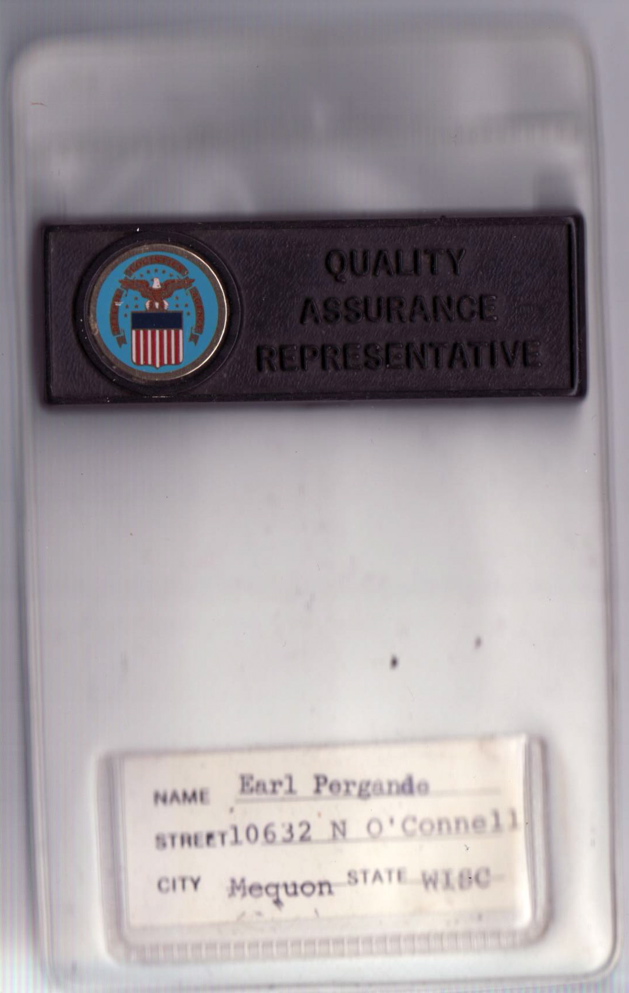 QUALITY
ASSURANCE
REPRESENTATIVE
NAME Earl Pergande
STREET 10632 N O'Connell
CITY Mequon STATE WISC